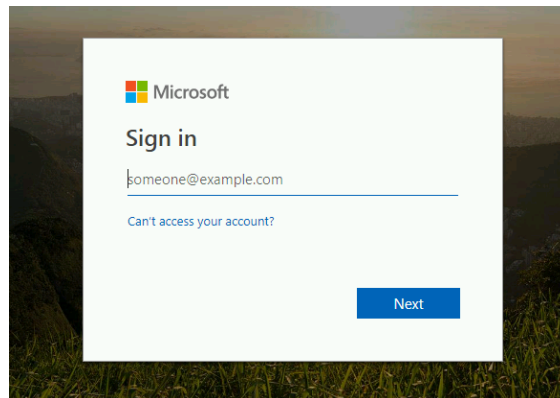 Microsoft
Sign in
someone@example.com
Can't access your account?
Next